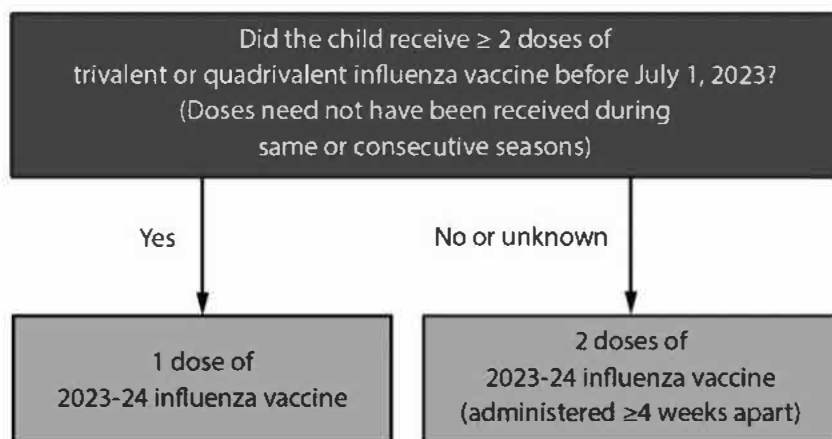 Did the child receive ≥ 2 doses of
trivalent or quadrivalent influenza vaccine before July 1, 2023?
(Doses need not have been received during
same or consecutive seasons)
Yes
No or unknown
1 dose of
2023-24 influenza vaccine
2 doses of
2023-24 influenza vaccine
(administered ≥4 weeks apart)